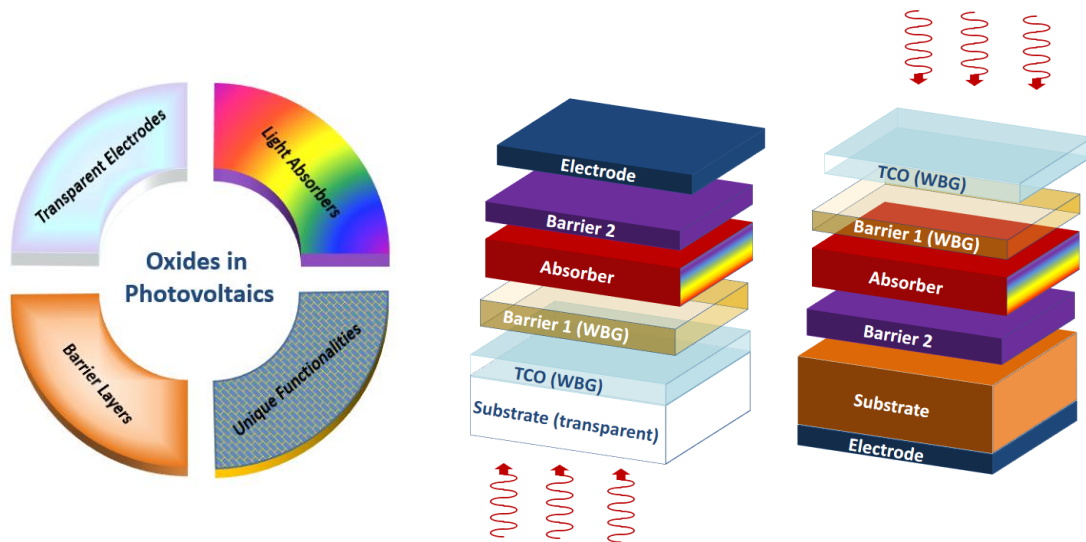 Transparent Electrodes
Light Absorbers
Oxides in
Photovoltaics
Barrier Layers
Unique Functionalities
Electrode
Barrier 2
Absorber
Barrier 1 (WBG)
TCO (WBG)
Substrate (transparent)
TCO (WBG)
Barrier 1 (WBG)
Absorber
Barrier 2
Substrate
Electrode